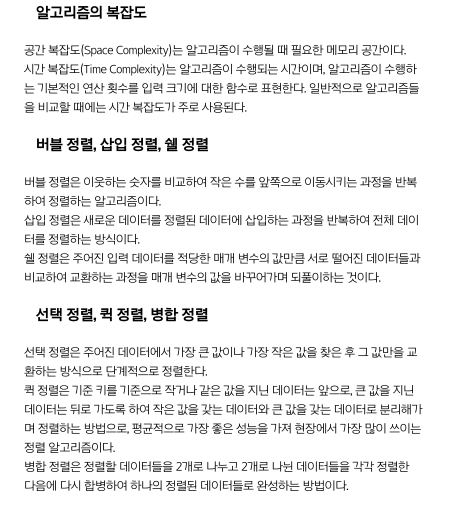 알고리즘의 복잡도
공간 복잡도(Space Complexity)는 알고리즘이 수행될 때 필요한 메모리 공간이다.
시간 복잡도(Time Complexity)는 알고리즘이 수행되는 시간이며, 알고리즘이 수행하
는 기본적인 연산 횟수를 입력 크기에 대한 함수로 표현한다. 일반적으로 알고리즘들
을 비교할 때에는 시간 복잡도가 주로 사용된다.
버블 정렬, 삽입 정렬, 쉘 정렬
버블 정렬은 이웃하는 숫자를 비교하여 작은 수를 앞쪽으로 이동시키는 과정을 반복
하여 정렬하는 알고리즘이다.
삽입 정렬은 새로운 데이터를 정렬된 데이터에 삽입하는 과정을 반복하여 전체 데이
터를 정렬하는 방식이다.
쉘 정렬은 주어진 입력 데이터를 적당한 매개 변수의 값만큼 서로 떨어진 데이터들과
비교하여 교환하는 과정을 매개 변수의 값을 바꾸어가며 되풀이하는 것이다.
선택 정렬, 퀵 정렬, 병합 정렬
선택 정렬은 주어진 데이터에서 가장 큰 값이나 가장 작은 값을 찾은 후 그 값만을 교
환하는 방식으로 단계적으로 정렬한다.
퀵 정렬은 기준 키를 기준으로 작거나 같은 값을 지닌 데이터는 앞으로, 큰 값을 지닌
데이터는 뒤로 가도록 하여 작은 값을 갖는 데이터와 큰 값을 갖는 데이터로 분리해가
며 정렬하는 방법으로, 평균적으로 가장 좋은 성능을 가져 현장에서 가장 많이 쓰이는
정렬 알고리즘이다.
병합 정렬은 정렬할 데이터들을 2개로 나누고 2개로 나뉜 데이터들을 각각 정렬한
다음에 다시 합병하여 하나의 정렬된 데이터들로 완성하는 방법이다.